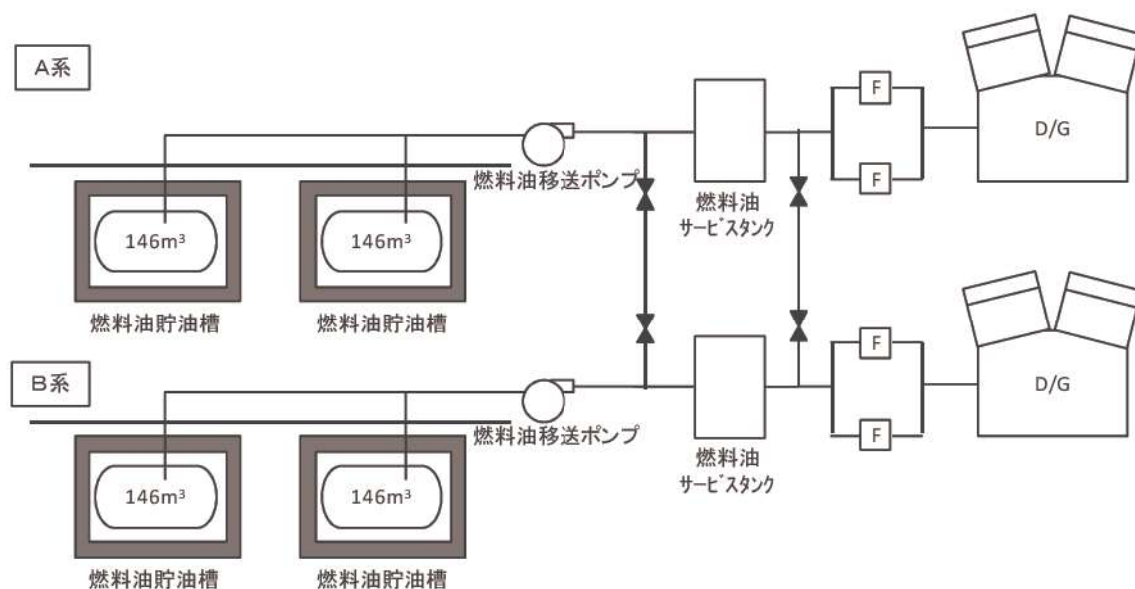 A系
F
D/G
F
燃料油移送ポンプ
燃料油
サービスタンク
146m³
146m³
燃料油貯油槽
燃料油貯油槽
B系
F
D/G
F
燃料油移送ポンプ
燃料油
サービスタンク
146m³
146m³
燃料油貯油槽
燃料油貯油槽